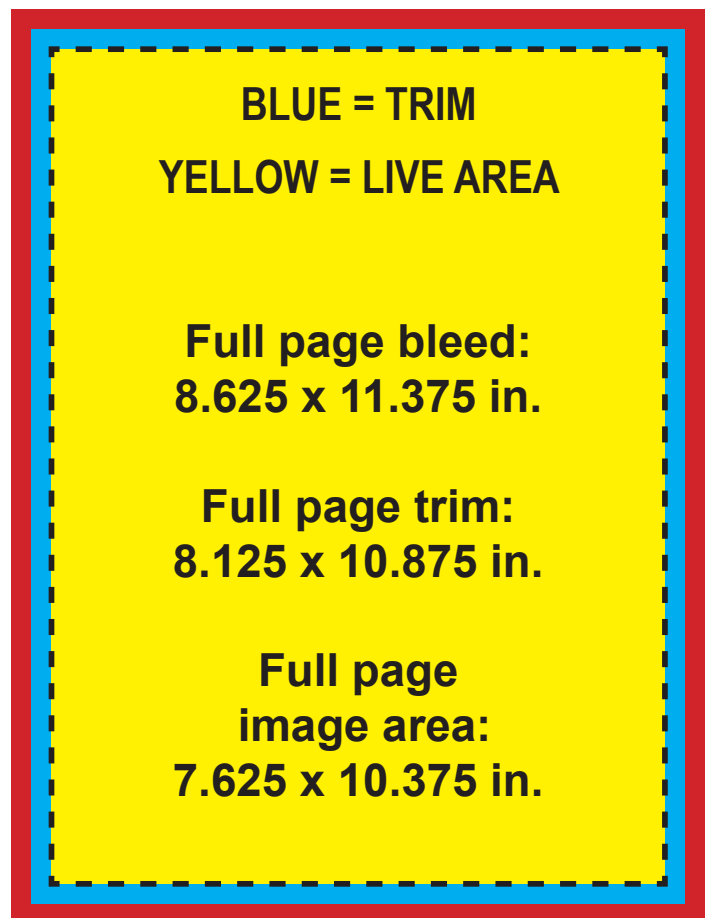 BLUE = TRIM
YELLOW = LIVE AREA
Full page bleed:
8.625 x 11.375 in.
Full page trim:
8.125 x 10.875 in.
Full page
image area:
7.625 x 10.375 in.